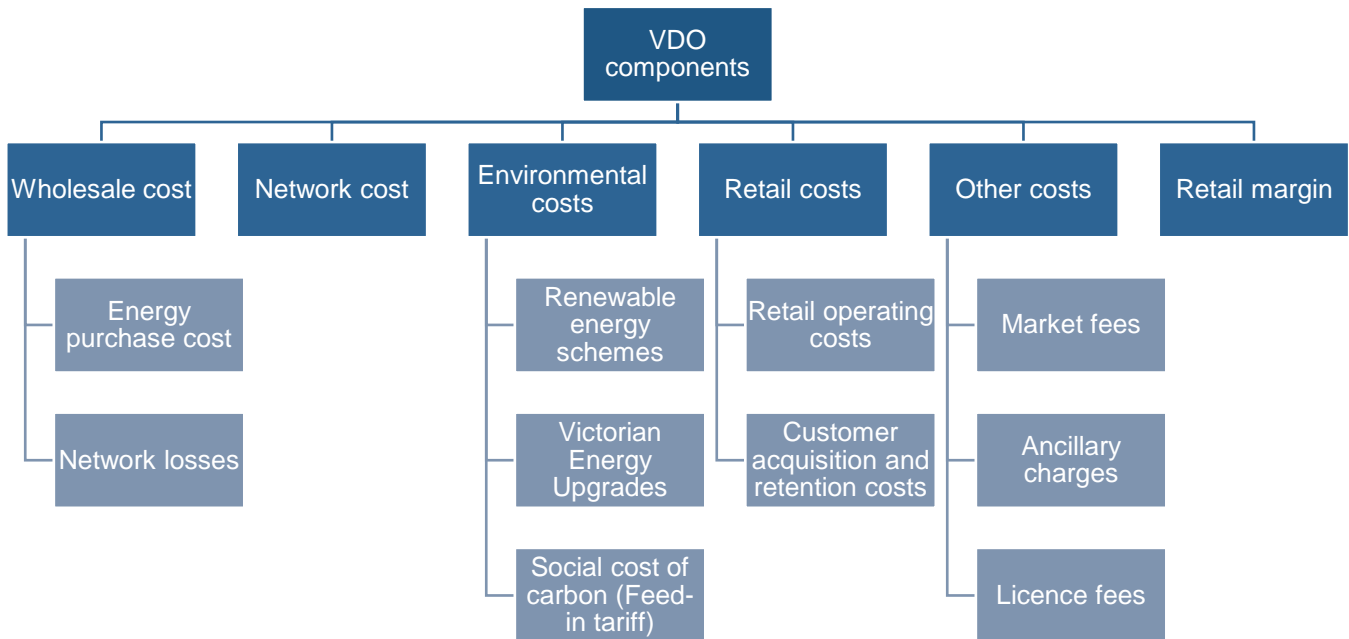 VDO
components
Wholesale cost
Network cost
Environmental
costs
Retail costs
Other costs
Retail margin
Energy
purchase cost
Network losses
Renewable
energy
schemes
Victorian
Energy
Upgrades
Social cost of
carbon (Feed-
in tariff)
Retail operating
costs
Customer
acquisition and
retention costs
Market fees
Ancillary
charges
Licence fees